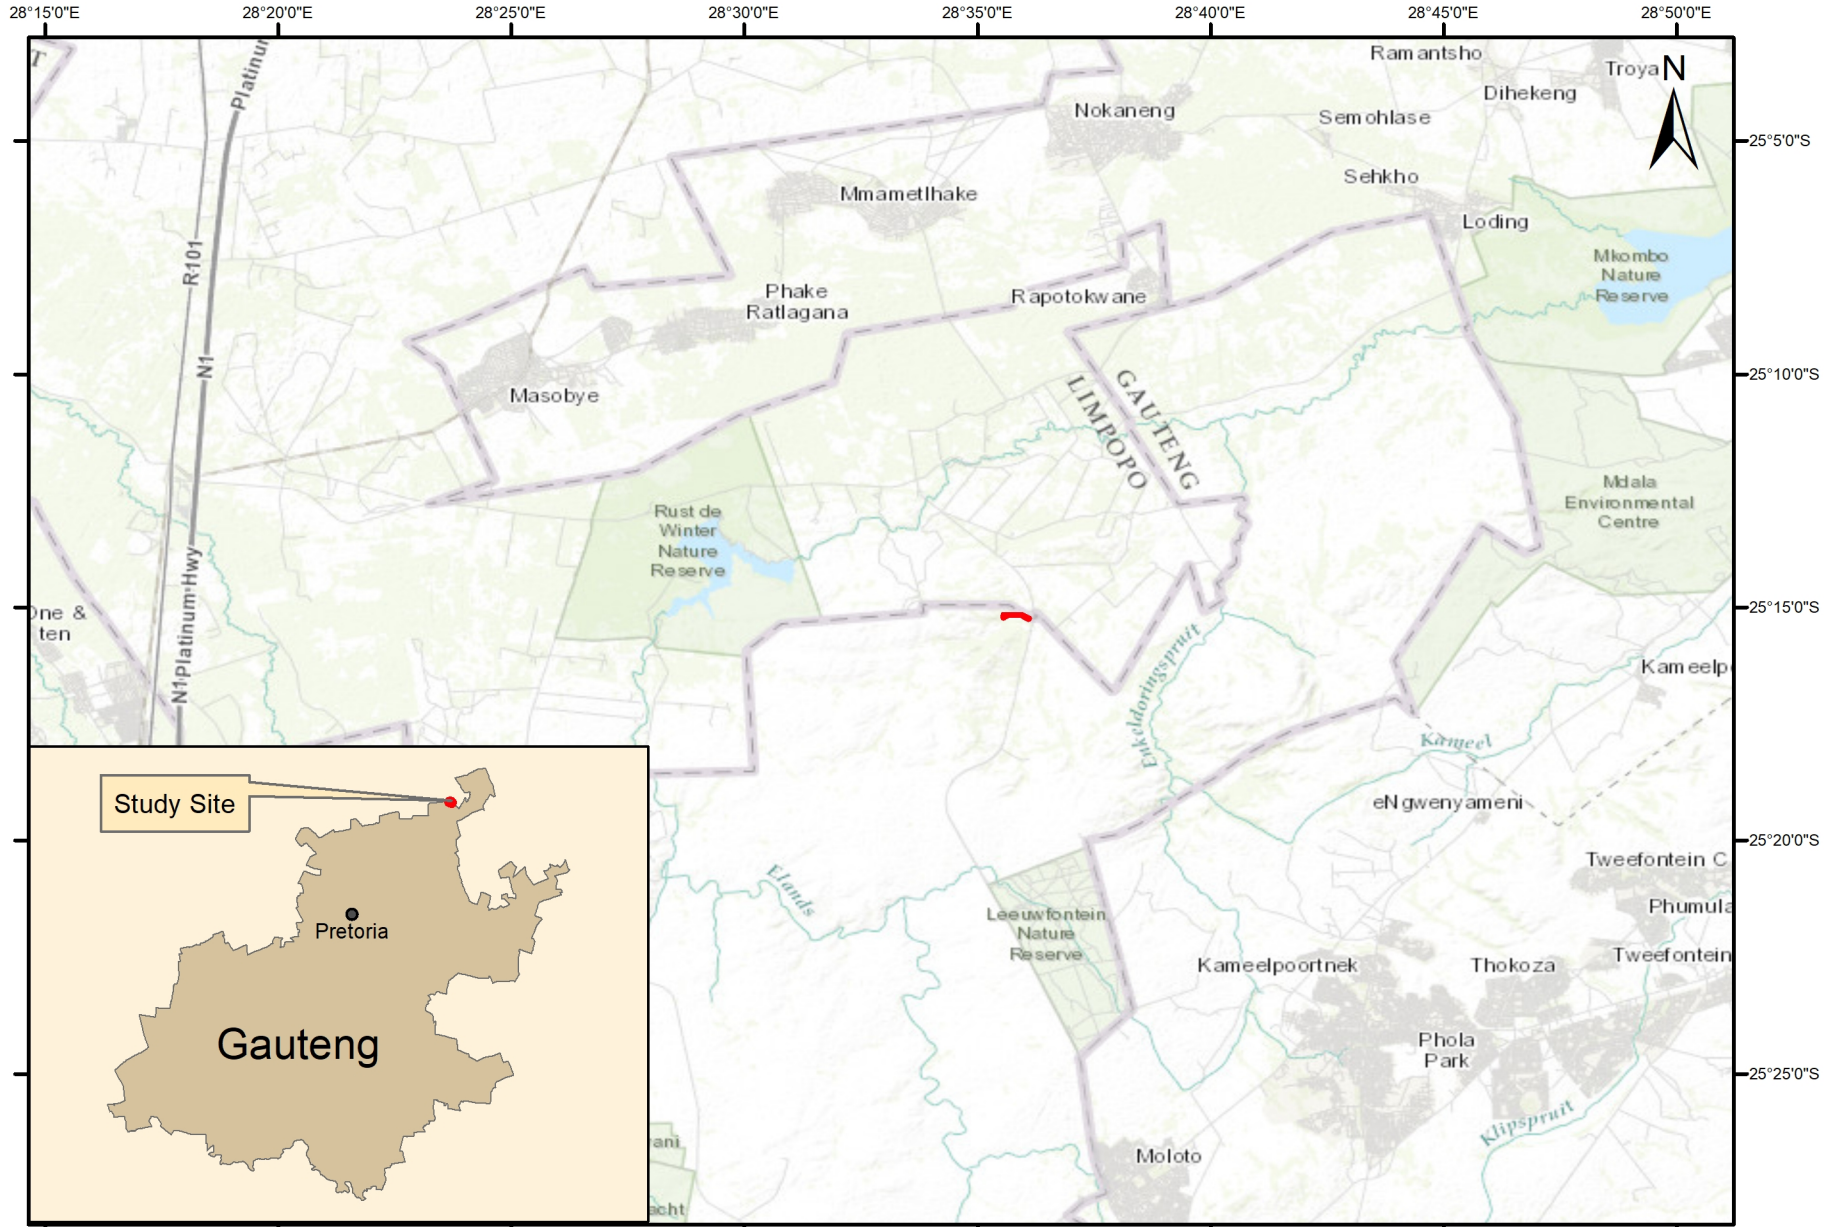 28°15'0"E
28°20'0"E
28°25'0"E
28°30'0"E
28°35'0"E
28°40'0"E
28°45'0"E
28°50'0"E
T
Platinum
Ramantsho
Troya
N
Dihekeng
Nokaneng
Semohlase
25°5'0"S
Sehkho
Mmametlhake
Loding
R101
Mkombo
Nature
Reserve
Phake
Ratlagana
Rapotokwane
N1
25°10'0"S
Masobye
GAUTENG
LIMPOPO
Mdala
Environmental
Centre
Rust de
Winter
Nature
Reserve
N1
Platinum Hwy
One &
ten
25°15'0"S
Enkeldoringspruit
Kameelp
Kameel
eNgwenyameni
Study Site
25°20'0"S
Tweefontein C
Elands
Phumula
Leeuwfontein
Nature
Reserve
Pretoria
Tweefontein
Kameelpoortnek
Thokoza
Gauteng
Phola
Park
25°25'0"S
Klipspruit
ani
Moloto
acht